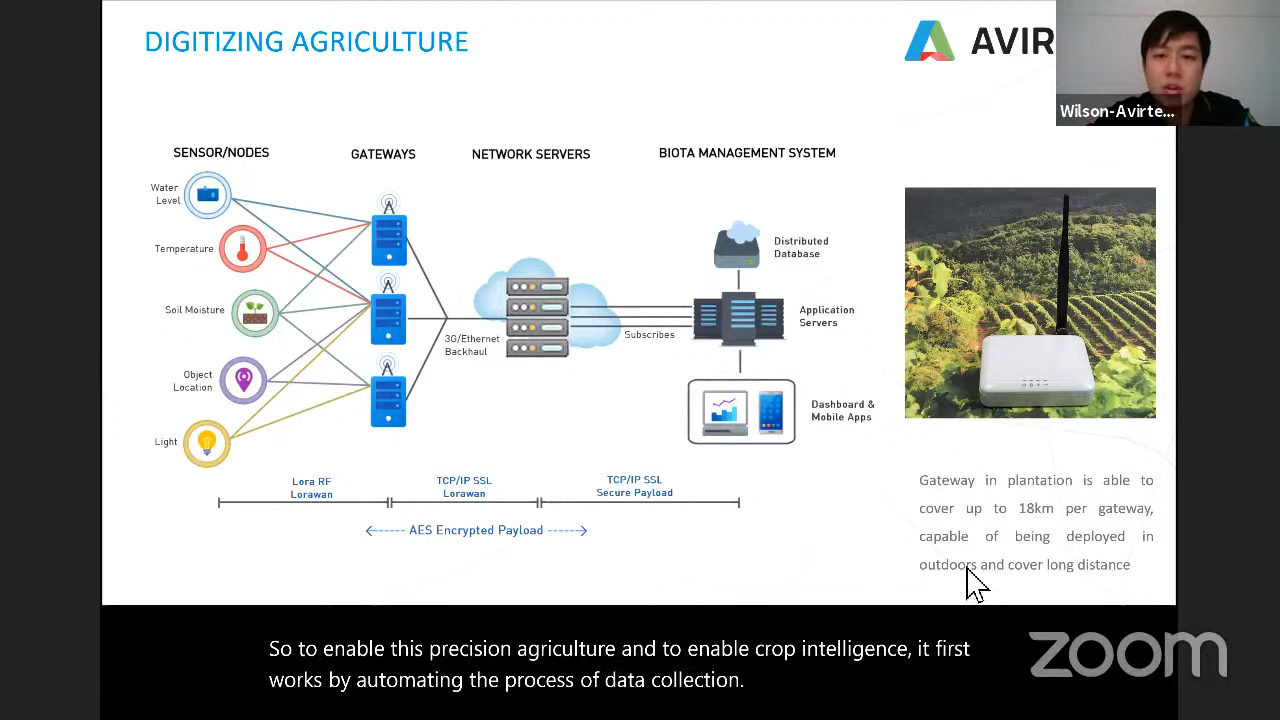 DIGITIZING AGRICULTURE
AVIR
Wilson-Avirte...
SENSOR/NODES
GATEWAYS
NETWORK SERVERS
BIOTA MANAGEMENT SYSTEM
Water
Level
Temperature
Soil Moisture
Object
Location
Light
3G/Ethernet
Backhaul
Subscribes
Distributed
Database
Application
Servers
Dashboard &
Mobile Apps
Lora RF
Lorawan
TCP/IP SSL
Lorawan
TCP/IP SSL
Secure Payload
AES Encrypted Payload
Gateway in plantation is able to
cover up to 18km per gateway,
capable of being deployed in
outdoors and cover long distance
So to enable this precision agriculture and to enable crop intelligence, it first
works by automating the process of data collection.
zoom